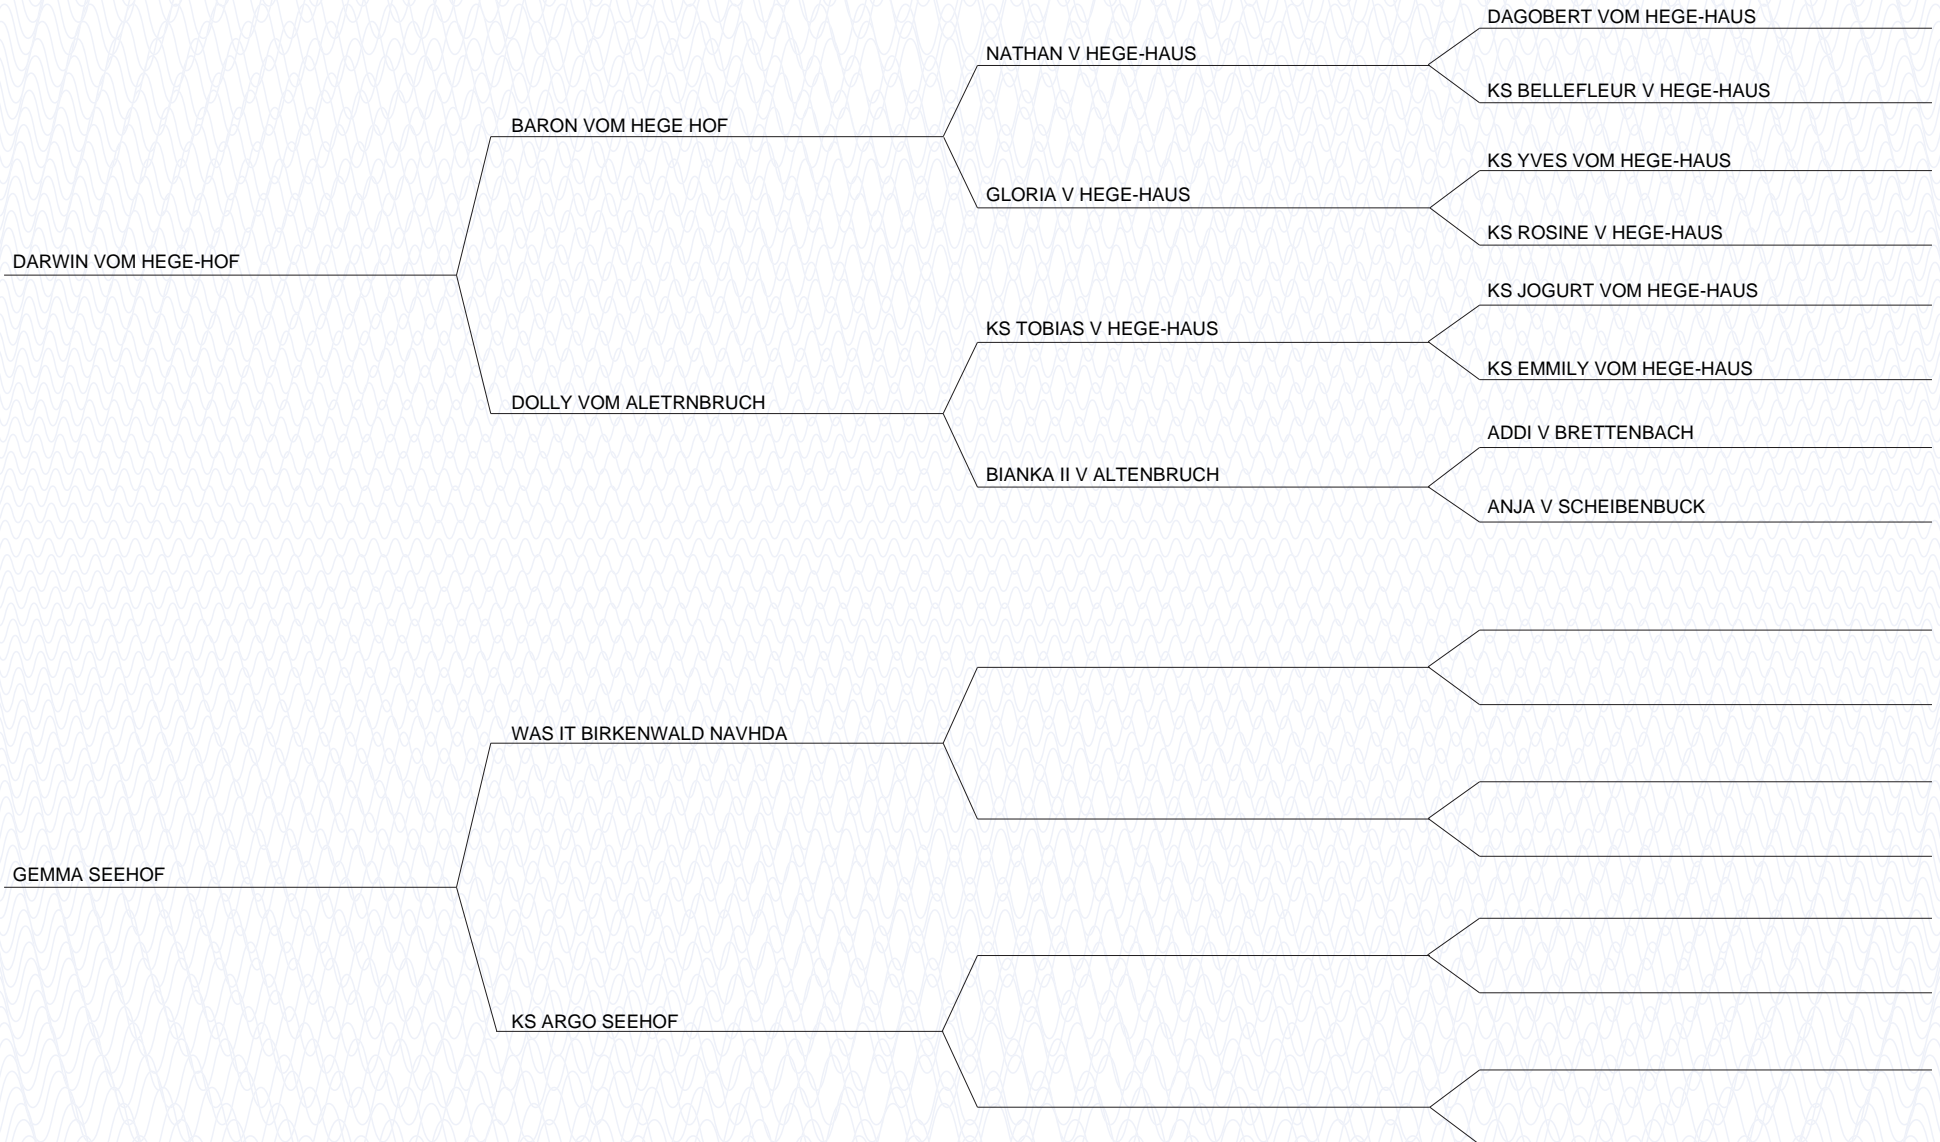 DAGOBERT VOM HEGE-HAUS
NATHAN V HEGE-HAUS
KS BELLEFLEUR V HEGE-HAUS
BARON VOM HEGE HOF
KS YVES VOM HEGE-HAUS
GLORIA V HEGE-HAUS
KS ROSINE V HEGE-HAUS
DARWIN VOM HEGE-HOF
KS JOGURT VOM HEGE-HAUS
KS TOBIAS V HEGE-HAUS
KS EMMILY VOM HEGE-HAUS
DOLLY VOM ALETRNBRUCH
ADDI V BRETTENBACH
BIANKA II V ALTENBRUCH
ANJA V SCHEIBENBUCK
WAS IT BIRKENWALD NAVHDA
GEMMA SEEHOF
KS ARGO SEEHOF